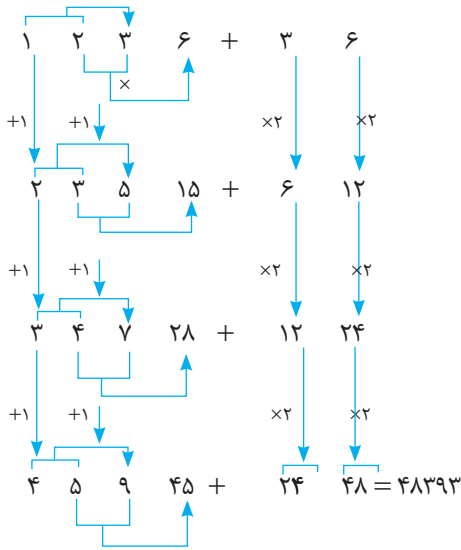 ۱ ۲ ۳ ۶ + ۳ ۶
×
+۱ +۱ ×۲ ×۲
۲ ۳ ۵ ۱۵ + ۶ ۱۲
+۱ +۱ ×۲ ×۲
۳ ۴ ۷ ۲۸ + ۱۲ ۲۴
+۱ +۱ ×۲ ×۲
۴ ۵ ۹ ۴۵ + ۲۴ ۴۸ = ۴۸۳۹۳